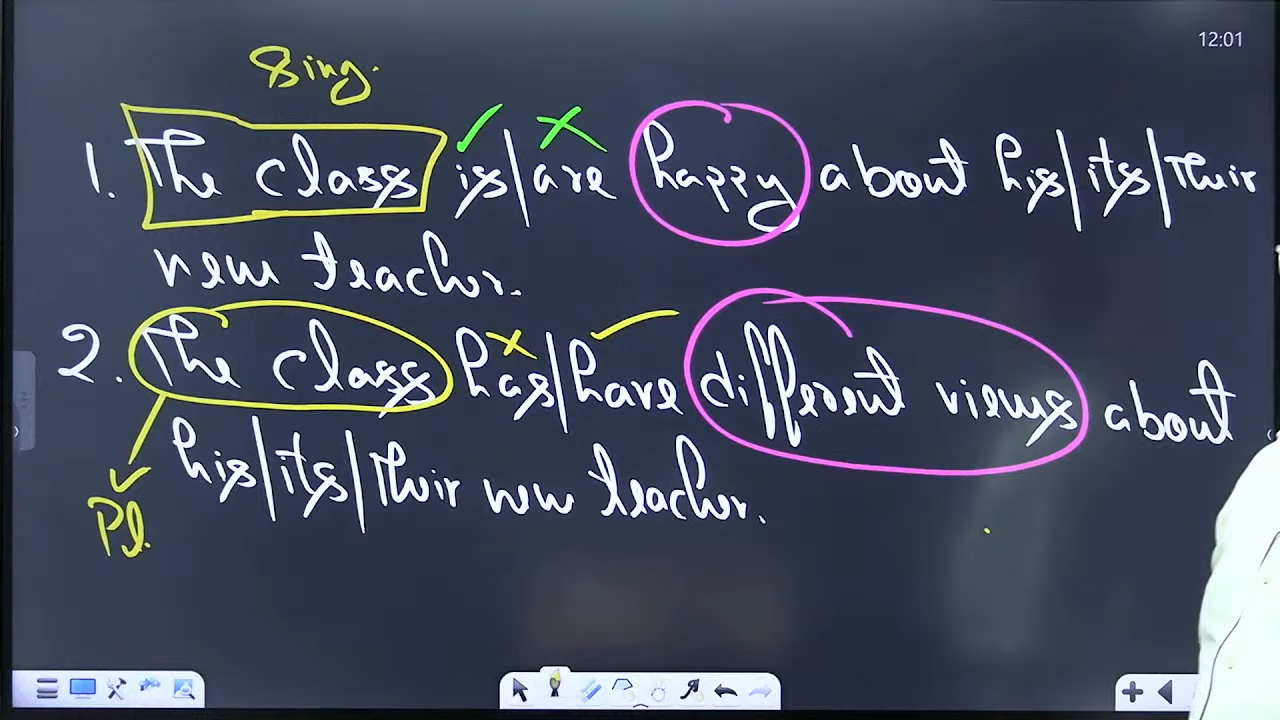 12:01
Sing.
1. The class is/are happy about his/its/their
new teacher.
2. The class has/have different views about
his/its/their new teacher.
Pl.